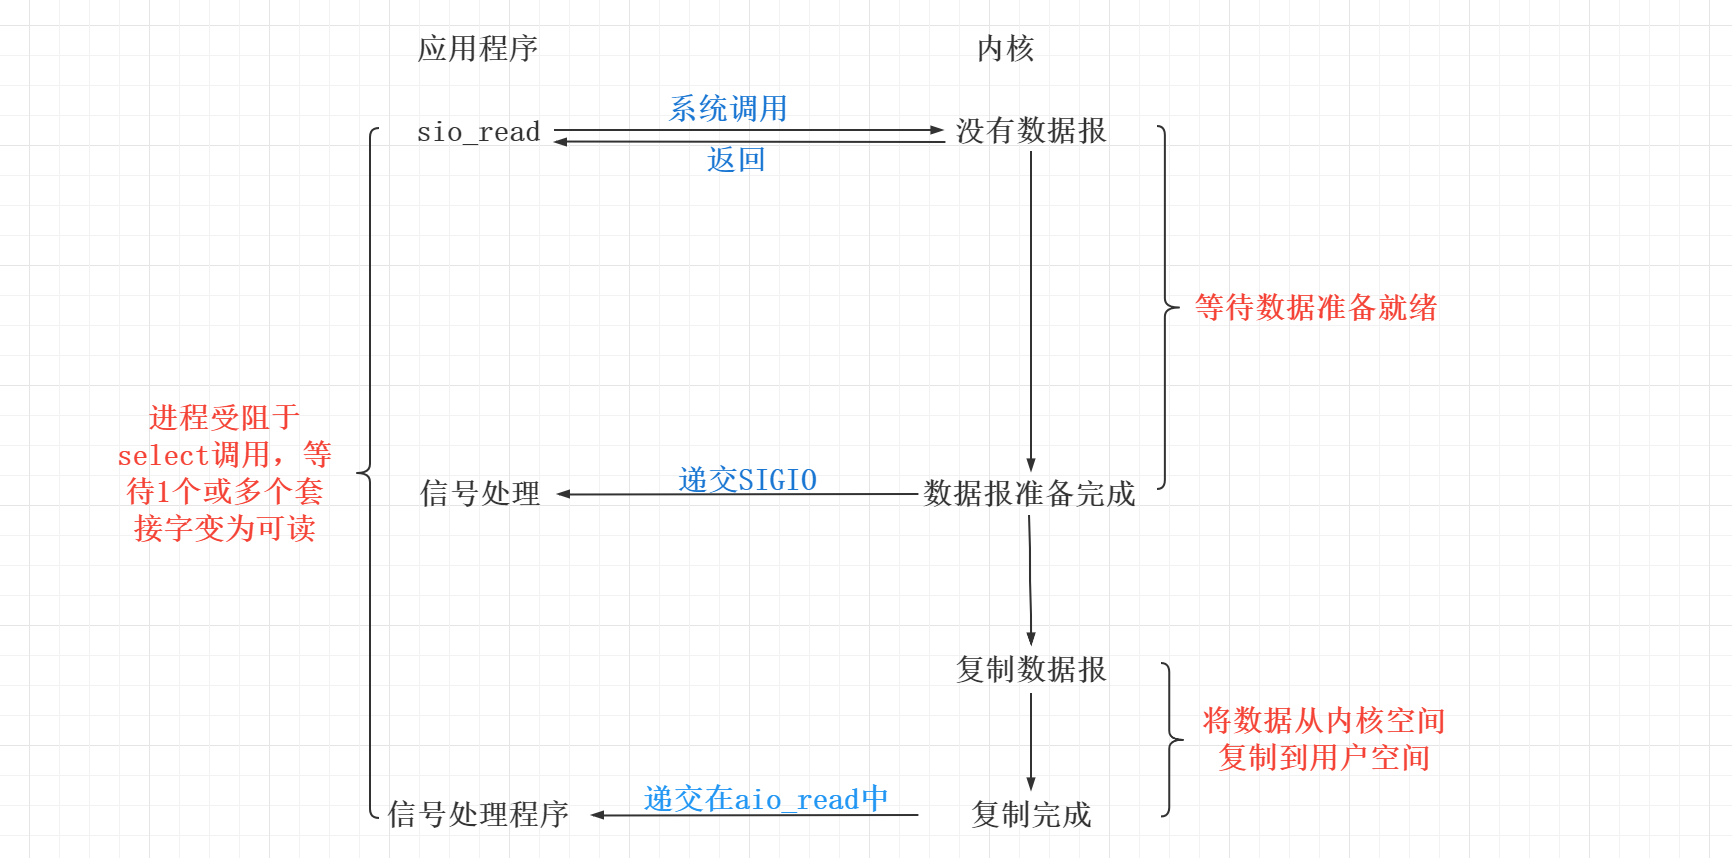 应用程序
内核
系统调用
sio_read
没有数据报
返回
等待数据准备就绪
进程受阻于
select调用，等
待1个或多个套
接字变为可读
递交SIGIO
信号处理
数据报准备完成
复制数据报
将数据从内核空间
复制到用户空间
递交在aio_read中
信号处理程序
复制完成